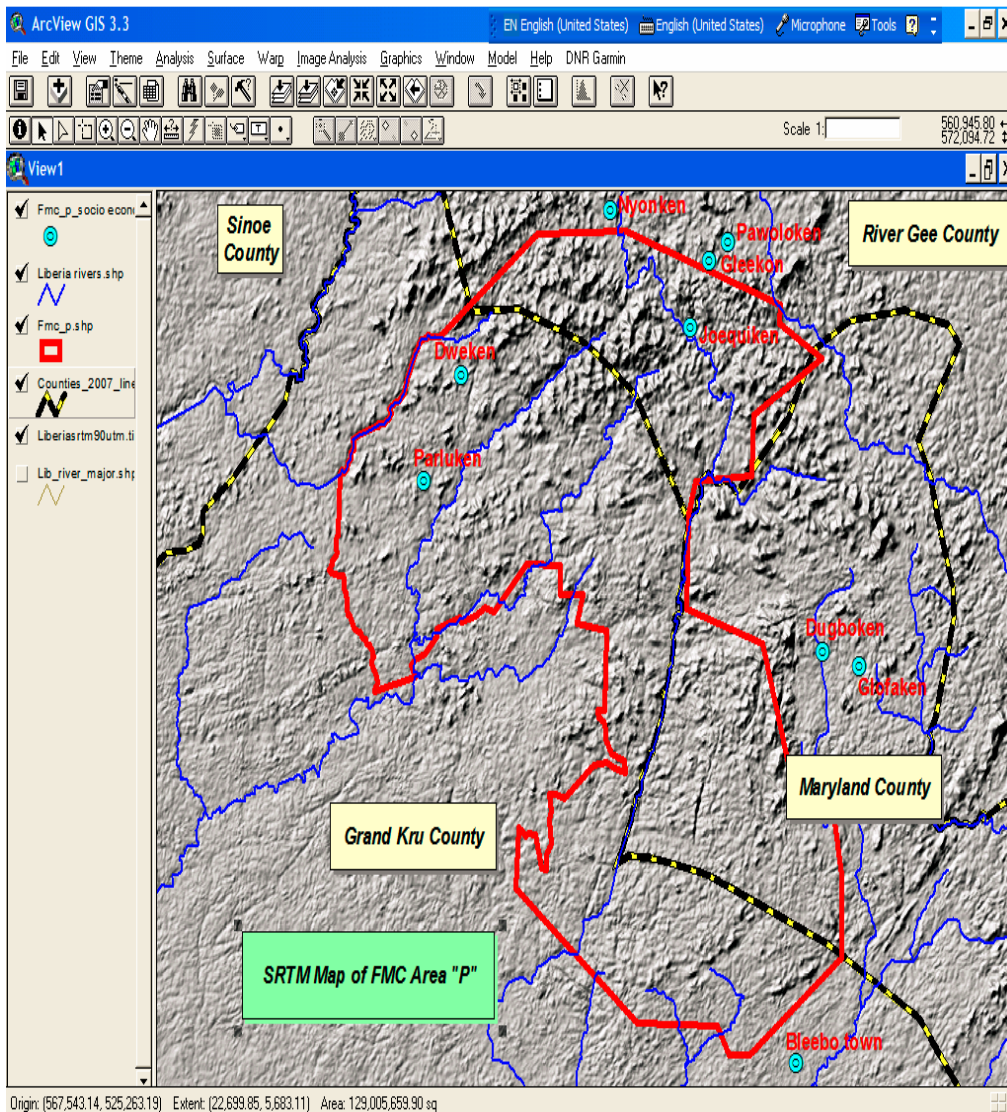 ArcView GIS 3.3
EN English (United States) English (United States) Microphone Tools
File Edit View Theme Analysis Surface Warp Image Analysis Graphics Window Model Help DNR Garmin
Scale 1:
560,945.80
572,094.72
View1
Fmc_p_socio econ
Liberia rivers.shp
Fmc_p.shp
Counties_2007_line
Liberiasrtm90utm.ti
Lib_river_major.shp
Sinoe
County
Nyonken
Pawoloken
Gleekon
River Gee County
Joequiken
Dweken
Parluken
Dugboken
Glofaken
Maryland County
Grand Kru County
SRTM Map of FMC Area "P"
Bleebo town
Origin: (567,543.14, 525,263.19) Extent: (22,699.85, 5,683.11) Area: 129,005,659.90 sq